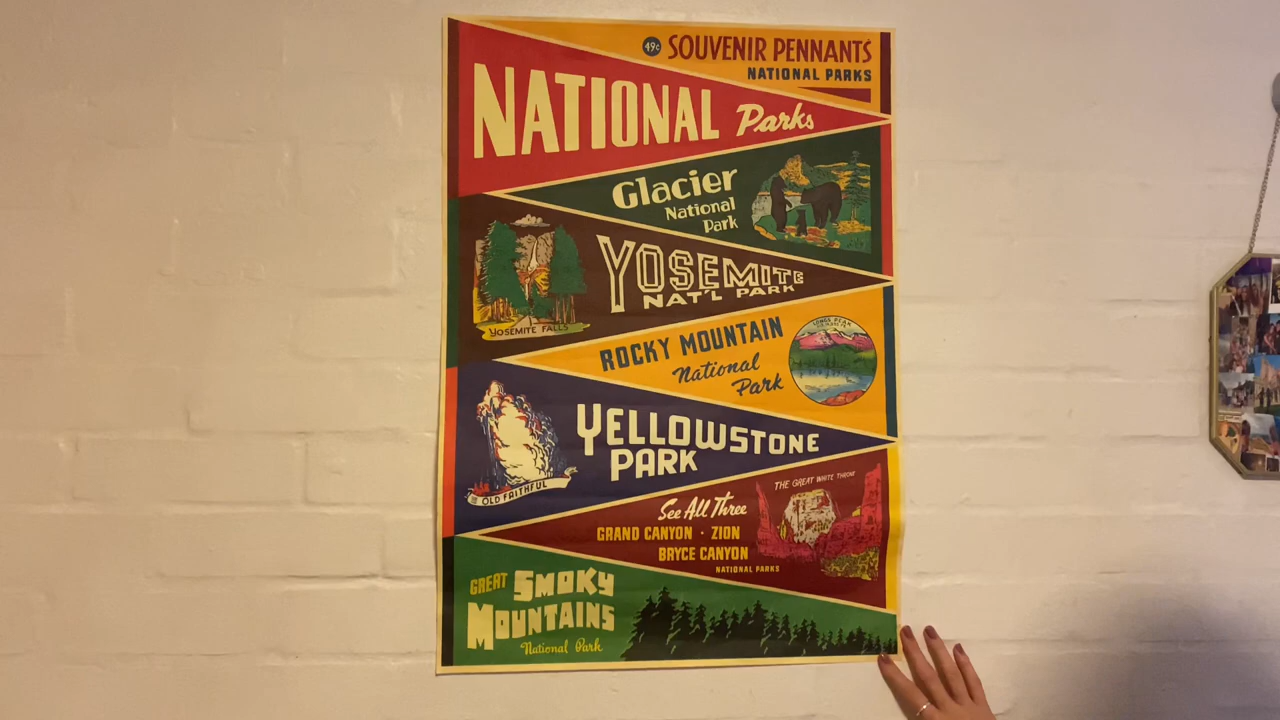 49¢ SOUVENIR PENNANTS
NATIONAL PARKS
NATIONAL Parks
Glacier
National
Park
YOSEMITE
NAT'L PARK
YOSEMITE FALLS
ROCKY MOUNTAIN
National
Park
LONGS PEAK
YELLOWSTONE
PARK
OLD FAITHFUL
THE GREAT WHITE THRONE
See All Three
GRAND CANYON · ZION
BRYCE CANYON
NATIONAL PARKS
GREAT SMOKY
MOUNTAINS
National Park